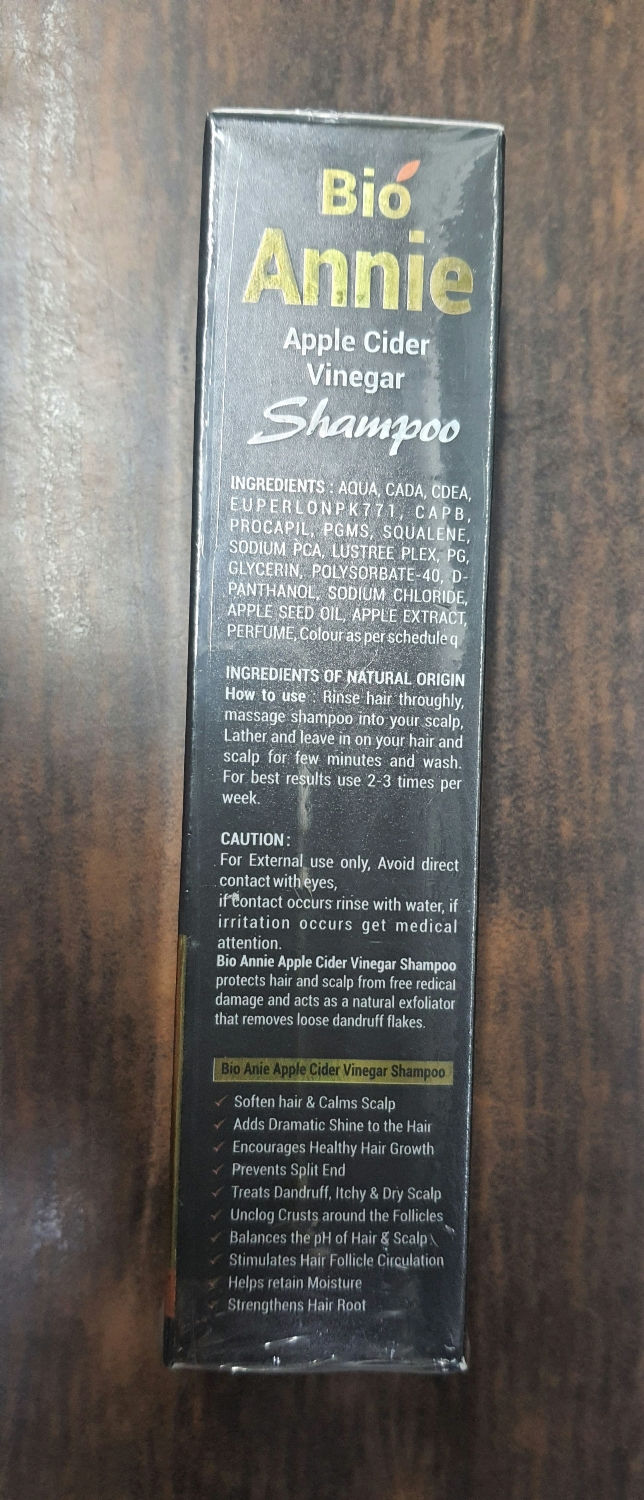 Bio
Annie
Apple Cider
Vinegar
Shampoo
INGREDIENTS : AQUA, CADA, CDEA,
EUPERLONPK771, CAPB,
PROCAPIL, PGMS, SQUALENE,
SODIUM PCA, LUSTREE PLEX, PG,
GLYCERIN, POLYSORBATE-40, D-
PANTHANOL, SODIUM CHLORIDE,
APPLE SEED OIL, APPLE EXTRACT,
PERFUME, Colour as per schedule q
INGREDIENTS OF NATURAL ORIGIN
How to use : Rinse hair throughly,
massage shampoo into your scalp,
Lather and leave in on your hair and
scalp for few minutes and wash.
For best results use 2-3 times per
week.
CAUTION :
For External use only, Avoid direct
contact with eyes,
if contact occurs rinse with water, if
irritation occurs get medical
attention.
Bio Annie Apple Cider Vinegar Shampoo
protects hair and scalp from free redical
damage and acts as a natural exfoliator
that removes loose dandruff flakes.
Bio Anie Apple Cider Vinegar Shampoo
✓ Soften hair & Calms Scalp
✓ Adds Dramatic Shine to the Hair
✓ Encourages Healthy Hair Growth
✓ Prevents Split End
✓ Treats Dandruff, Itchy & Dry Scalp
✓ Unclog Crusts around the Follicles
✓ Balances the pH of Hair & Scalp
✓ Stimulates Hair Follicle Circulation
✓ Helps retain Moisture
✓ Strengthens Hair Root